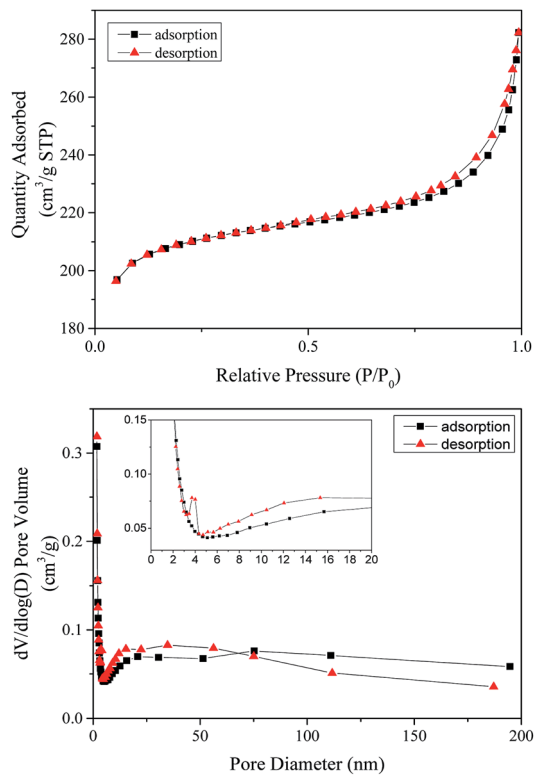 280
260
240
220
200
180
Quantity Adsorbed
(cm³/g STP)
adsorption
desorption
0.0
0.5
1.0
Relative Pressure (P/P₀)
0.3
0.2
0.1
0.0
dV/dlog(D) Pore Volume
(cm³/g)
0.15
0.10
0.05
0 2 4 6 8 10 12 14 16 18 20
adsorption
desorption
0 50 100 150 200
Pore Diameter (nm)